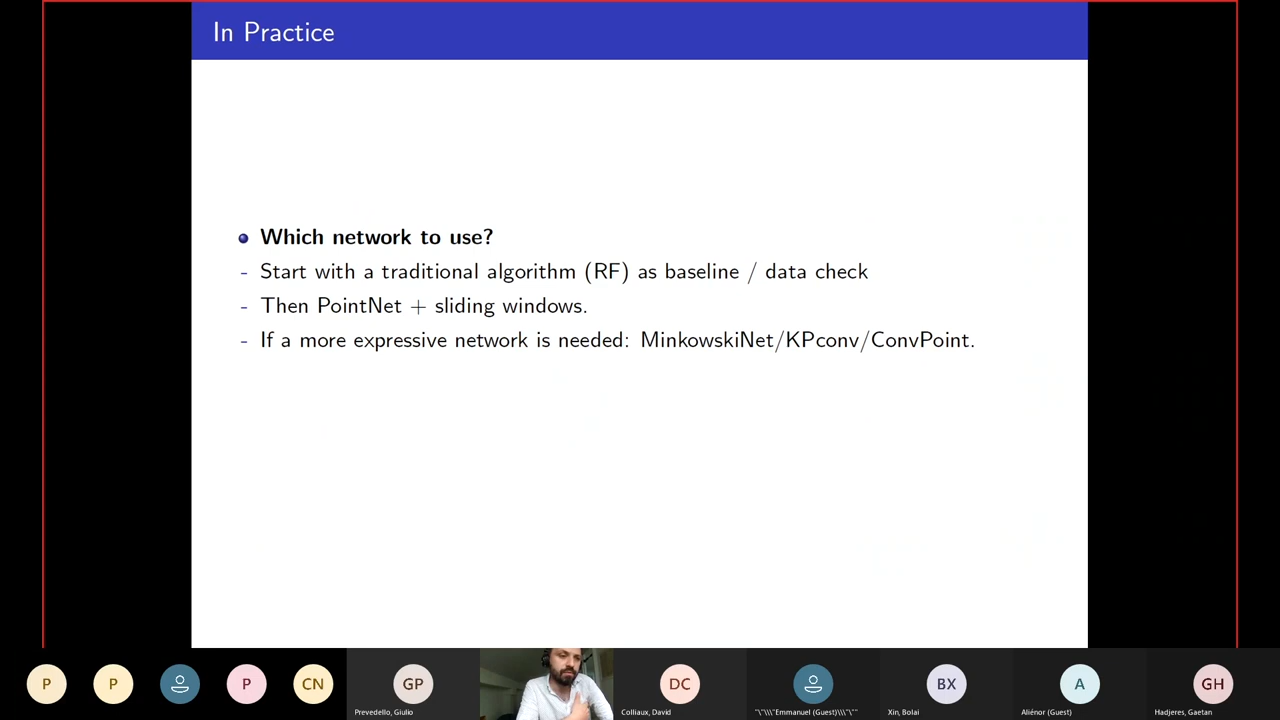 In Practice
Which network to use?
- Start with a traditional algorithm (RF) as baseline / data check
- Then PointNet + sliding windows.
- If a more expressive network is needed: MinkowskiNet/KPconv/ConvPoint.
P
P
P
CN
GP
DC
BX
A
GH
Prevedello, Giulio
Colliaux, David
"\"\\\"Emmanuel (Guest)\\\"\""
Xin, Bolai
Aliénor (Guest)
Hadjeres, Gaetan